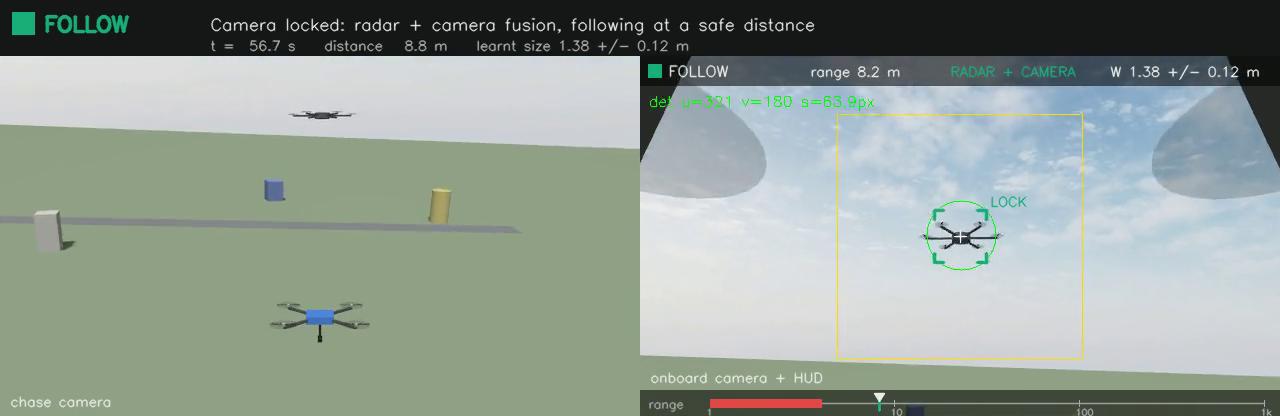 FOLLOW
Camera locked: radar + camera fusion, following at a safe distance
t = 56.7 s distance 8.8 m learnt size 1.38 +/- 0.12 m
FOLLOW range 8.2 m RADAR + CAMERA W 1.38 +/- 0.12 m
det u=321 v=180 s=63.9px
LOCK
onboard camera + HUD
chase camera
range 1 10 100 1k